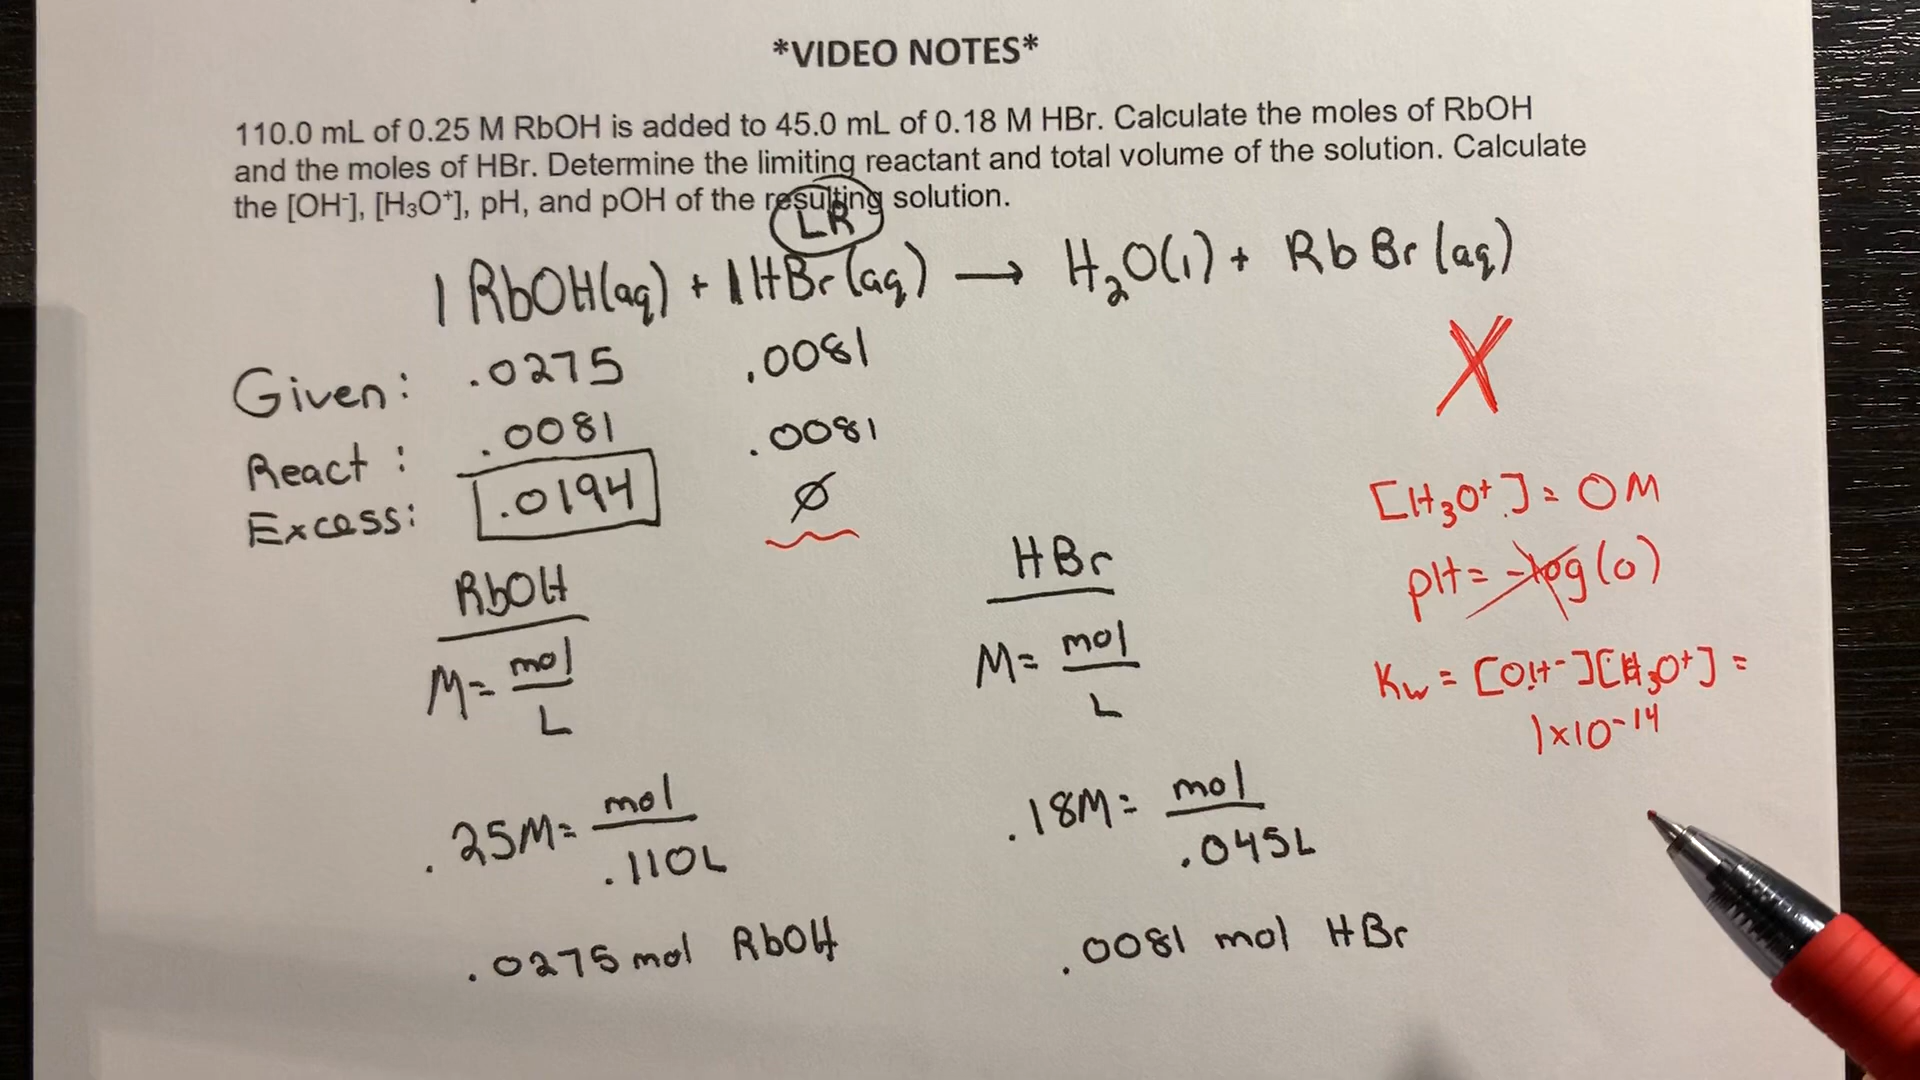 *VIDEO NOTES*
110.0 mL of 0.25 M RbOH is added to 45.0 mL of 0.18 M HBr. Calculate the moles of RbOH
and the moles of HBr. Determine the limiting reactant and total volume of the solution. Calculate
the [OH⁻], [H₃O⁺], pH, and pOH of the resulting solution.
LR
1 RbOH(aq) + 1 HBr(aq) → H₂O(l) + RbBr(aq)
Given: .0275 .0081
X
React: .0081 .0081
Excess: .0194 ∅
[H₃O⁺] = 0M
pH = -log(0)
RbOH HBr
M = mol/L M = mol/L
Kw = [OH⁻][H₃O⁺] =
1x10⁻¹⁴
.25M = mol/.110L .18M = mol/.045L
.0275 mol RbOH .0081 mol HBr